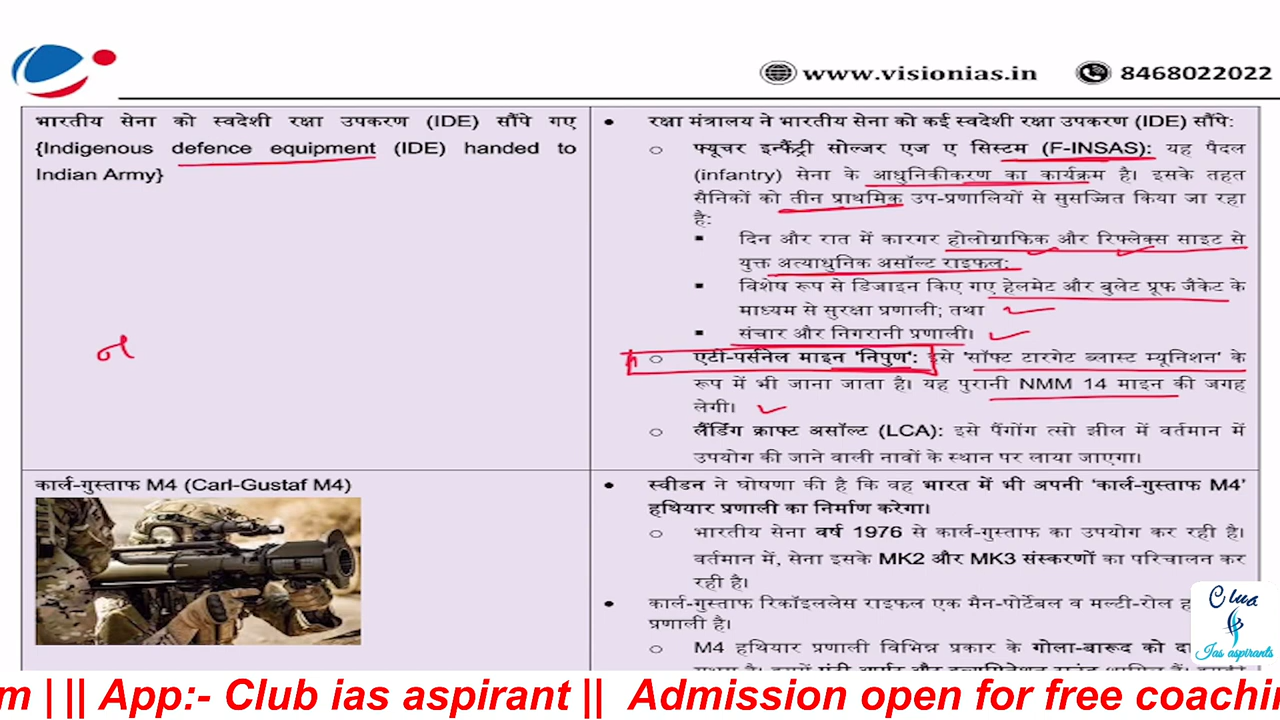 www.visionias.in
8468022022
भारतीय सेना को स्वदेशी रक्षा उपकरण (IDE) सौंपे गए
{Indigenous defence equipment (IDE) handed to
Indian Army}
• रक्षा मंत्रालय ने भारतीय सेना को कई स्वदेशी रक्षा उपकरण (IDE) सौंपे:
○ फ्यूचर इन्फैंट्री सोल्जर एज ए सिस्टम (F-INSAS): यह पैदल
(infantry) सेना के आधुनिकीकरण का कार्यक्रम है। इसके तहत
सैनिकों को तीन प्राथमिक उप-प्रणालियों से सुसज्जित किया जा रहा
है:
▪ दिन और रात में कारगर होलोग्राफिक और रिफ्लेक्स साइट से
युक्त अत्याधुनिक असॉल्ट राइफल;
▪ विशेष रूप से डिजाइन किए गए हेलमेट और बुलेट प्रूफ जैकेट के
माध्यम से सुरक्षा प्रणाली; तथा
▪ संचार और निगरानी प्रणाली।
○ एंटी-पर्सनेल माइन 'निपुण': इसे 'सॉफ्ट टारगेट ब्लास्ट म्यूनिशन' के
रूप में भी जाना जाता है। यह पुरानी NMM 14 माइन की जगह
लेगी।
○ लैंडिंग क्राफ्ट असॉल्ट (LCA): इसे पैंगोंग त्सो झील में वर्तमान में
उपयोग की जाने वाली नावों के स्थान पर लाया जाएगा।
कार्ल-गुस्ताफ M4 (Carl-Gustaf M4)
• स्वीडन ने घोषणा की है कि वह भारत में भी अपनी 'कार्ल-गुस्ताफ M4'
हथियार प्रणाली का निर्माण करेगा।
○ भारतीय सेना वर्ष 1976 से कार्ल-गुस्ताफ का उपयोग कर रही है।
वर्तमान में, सेना इसके MK2 और MK3 संस्करणों का परिचालन कर
रही है।
• कार्ल-गुस्ताफ रिकॉइललेस राइफल एक मैन-पोर्टेबल व मल्टी-रोल
प्रणाली है।
○ M4 हथियार प्रणाली विभिन्न प्रकार के गोला-बारूद को
Club
Ias aspirants
m | || App:- Club ias aspirant || Admission open for free coachin